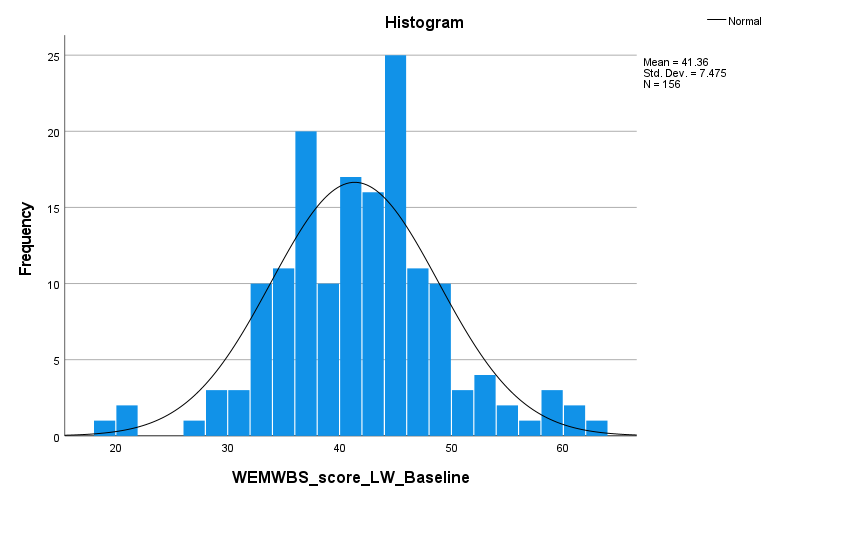 Histogram
Normal
Mean = 41.36
Std. Dev. = 7.475
N = 156
25
20
15
10
5
0
Frequency
20 30 40 50 60
WEMWBS_score_LW_Baseline